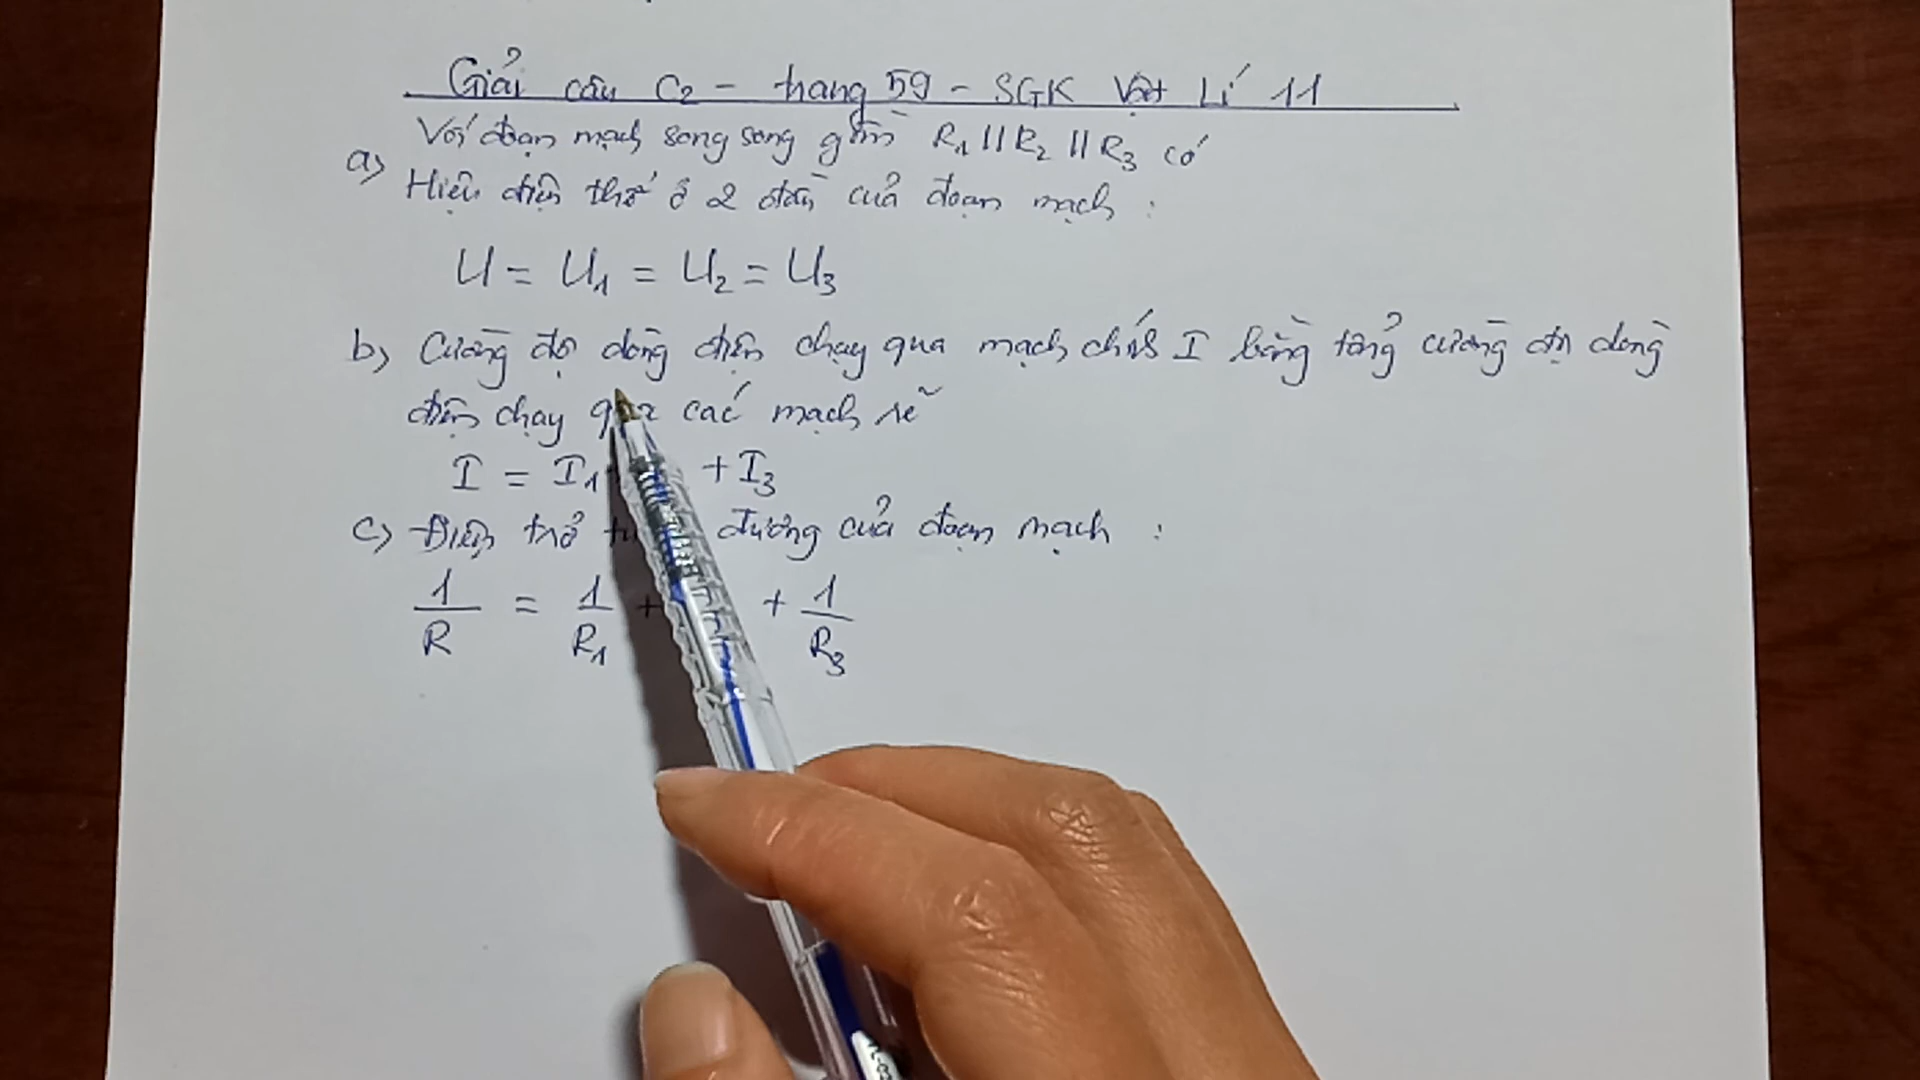 Giải câu C2 - trang 59 - SGK Vật Lí 11
Với đoạn mạch song song gồm R1 // R2 // R3 có
a) Hiệu điện thế ở 2 đầu của đoạn mạch :
U = U1 = U2 = U3
b) Cường độ dòng điện chạy qua mạch chính I bằng tổng cường độ dòng
điện chạy qua các mạch rẽ
I = I1 + I3
c) Điện trở đương của đoạn mạch :
1/R = 1/R1 + + 1/R3